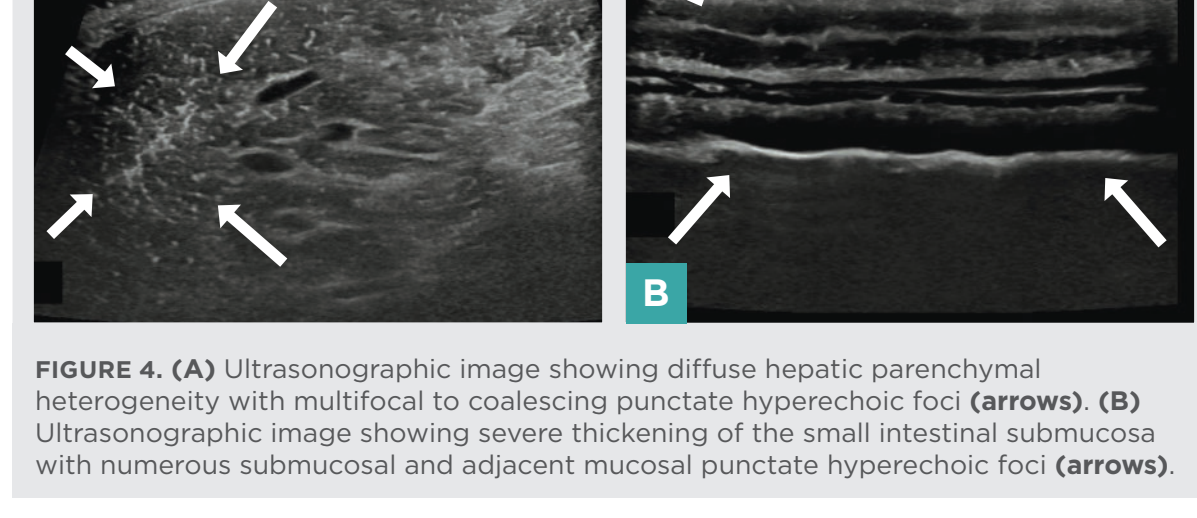 B
FIGURE 4. (A) Ultrasonographic image showing diffuse hepatic parenchymal
heterogeneity with multifocal to coalescing punctate hyperechoic foci (arrows). (B)
Ultrasonographic image showing severe thickening of the small intestinal submucosa
with numerous submucosal and adjacent mucosal punctate hyperechoic foci (arrows).